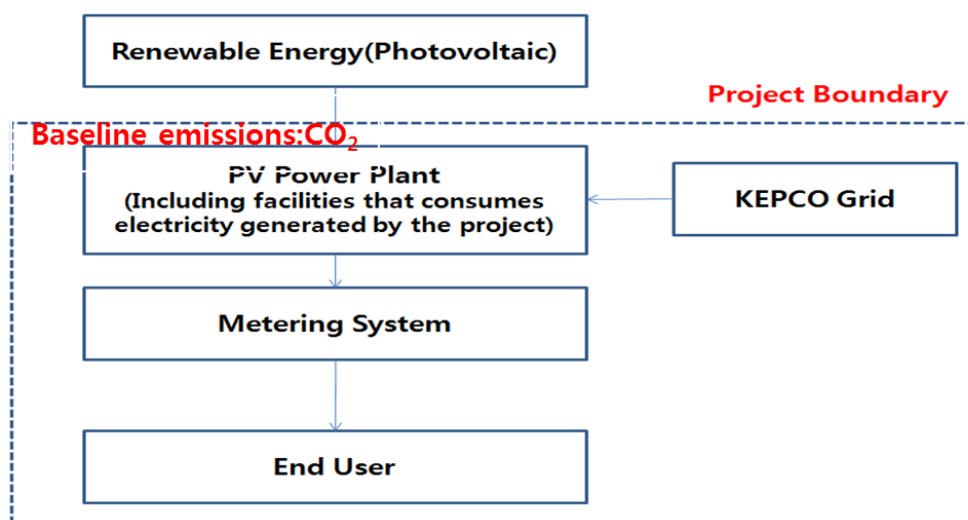 Renewable Energy(Photovoltaic)
Project Boundary
Baseline emissions:CO₂
PV Power Plant
(Including facilities that consumes
electricity generated by the project)
KEPCO Grid
Metering System
End User